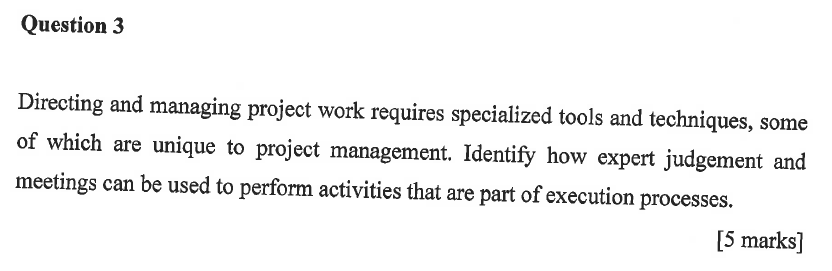 Question 3
Directing and managing project work requires specialized tools and techniques, some
of which are unique to project management. Identify how expert judgement and
meetings can be used to perform activities that are part of execution processes.
[5 marks]